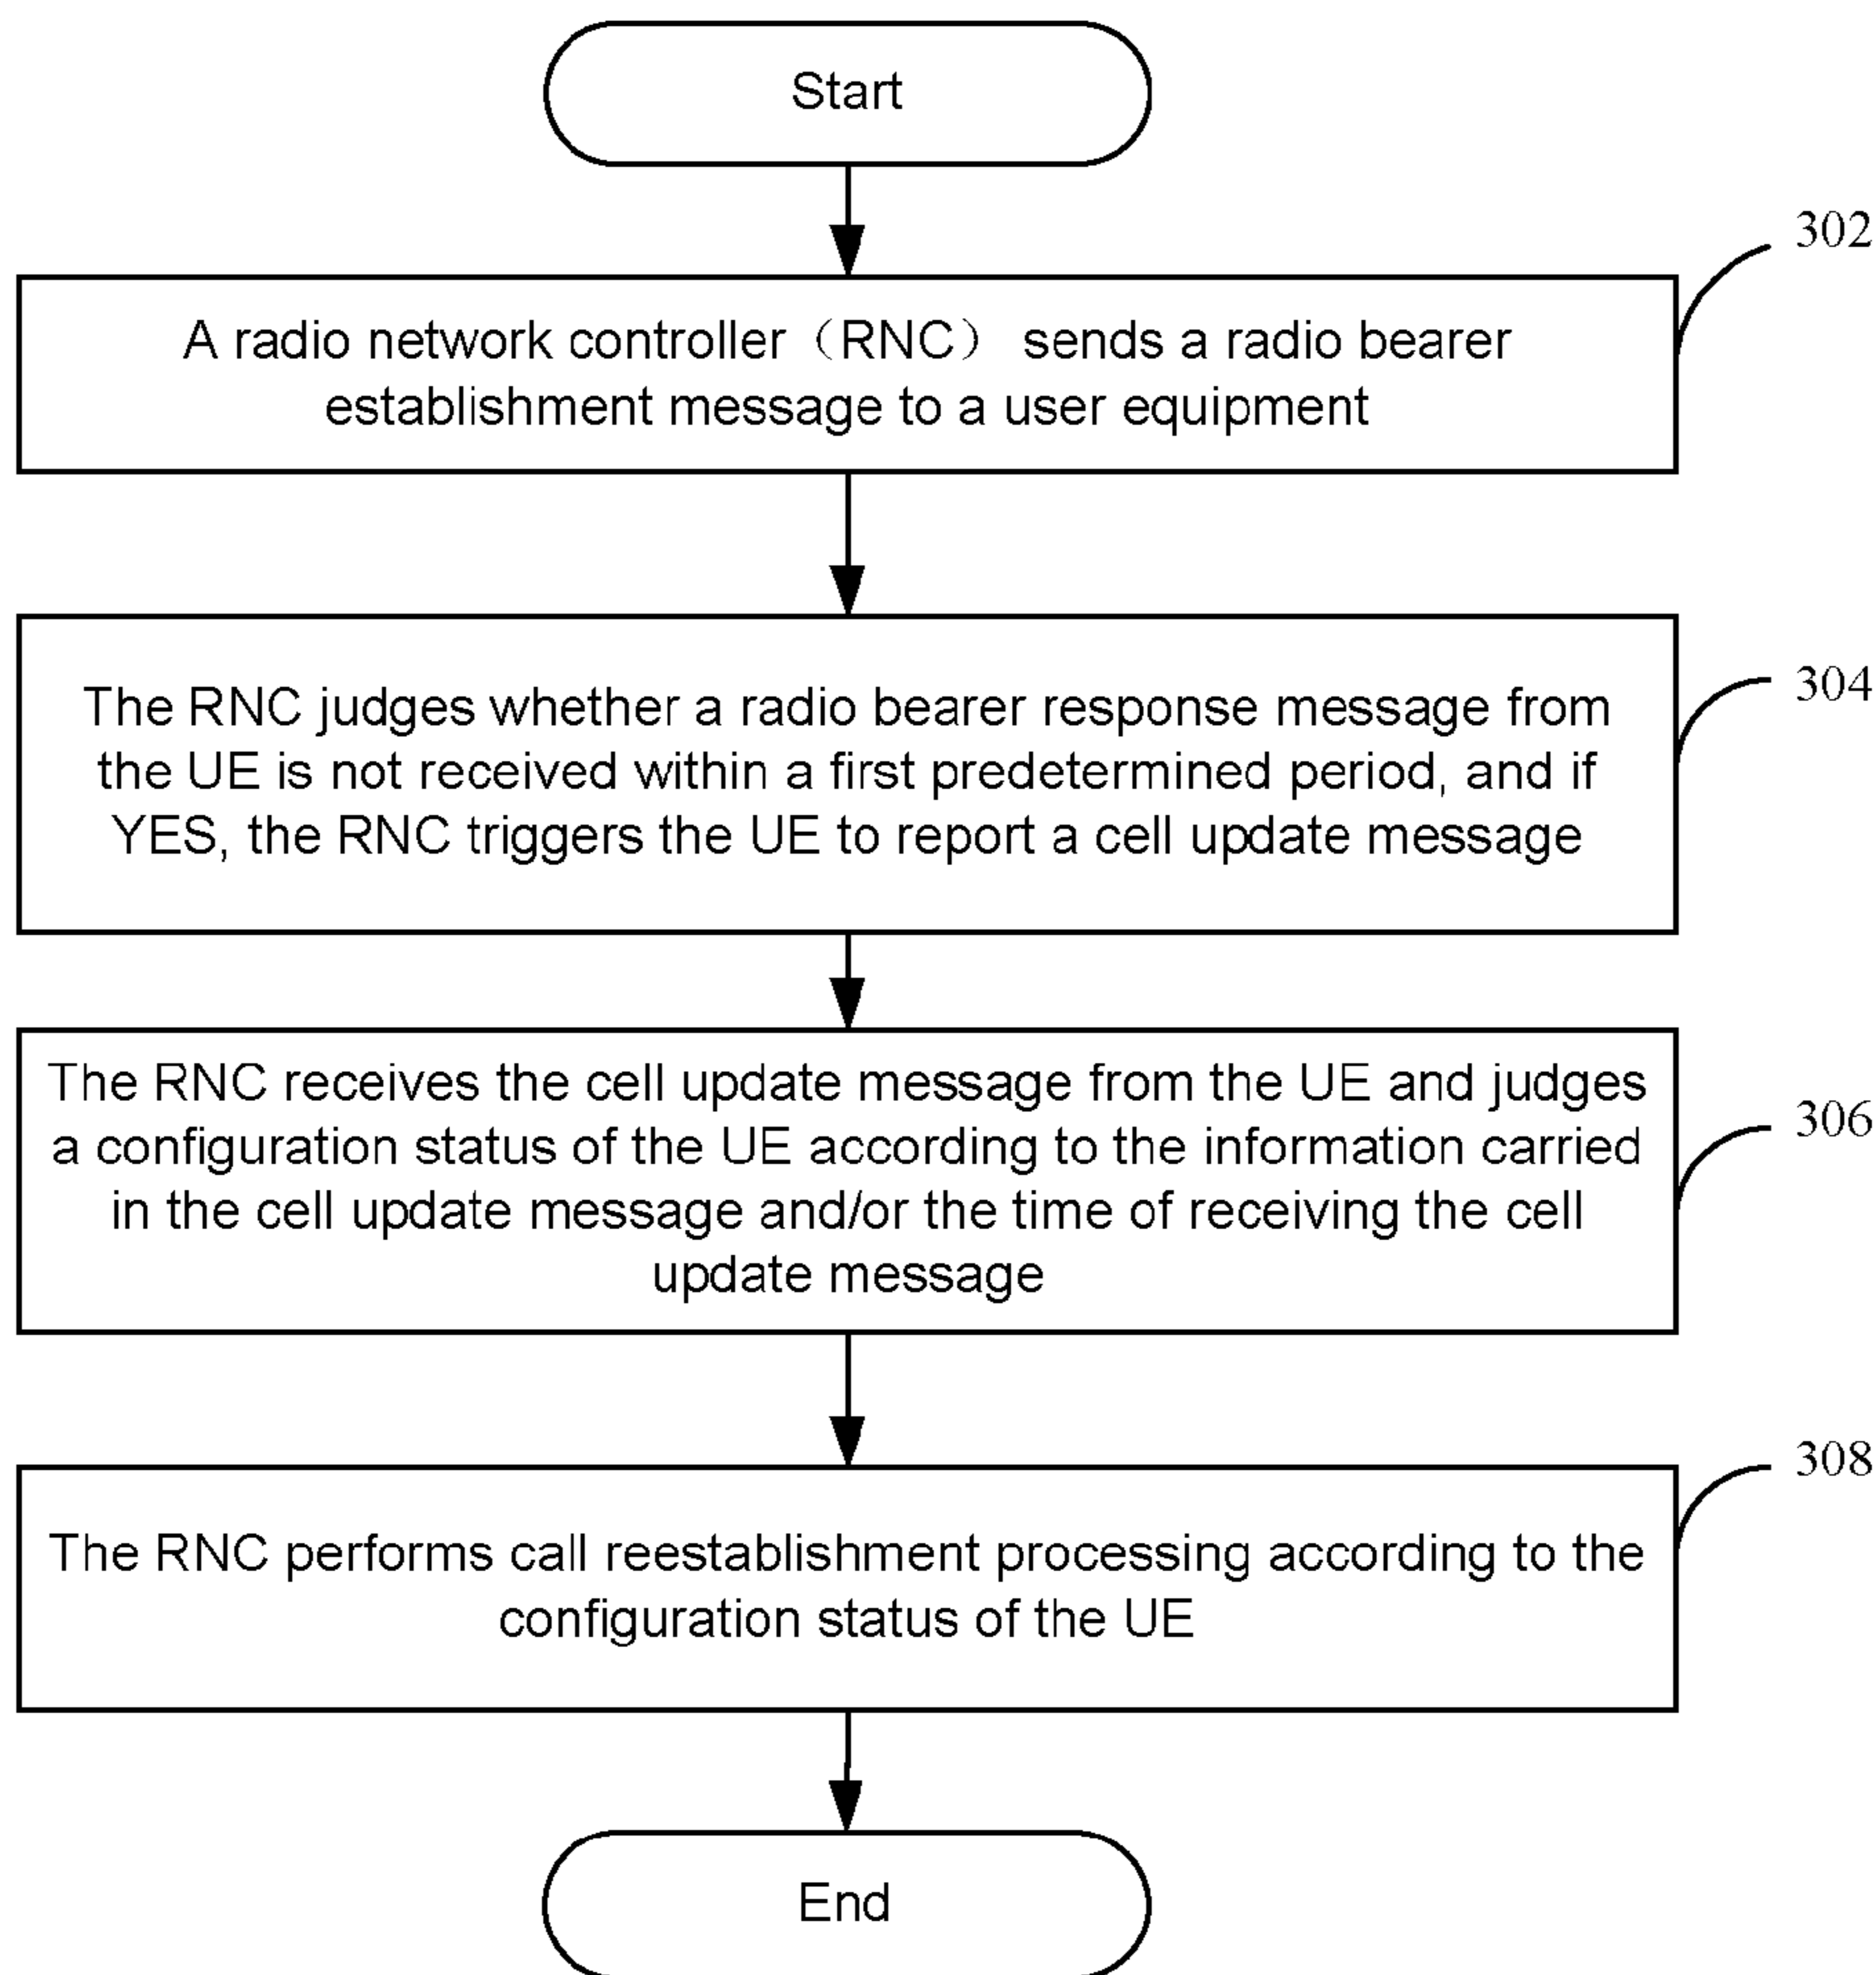 Start
302
A radio network controller（RNC） sends a radio bearer
establishment message to a user equipment
304
The RNC judges whether a radio bearer response message from
the UE is not received within a first predetermined period, and if
YES, the RNC triggers the UE to report a cell update message
306
The RNC receives the cell update message from the UE and judges
a configuration status of the UE according to the information carried
in the cell update message and/or the time of receiving the cell
update message
308
The RNC performs call reestablishment processing according to the
configuration status of the UE
End